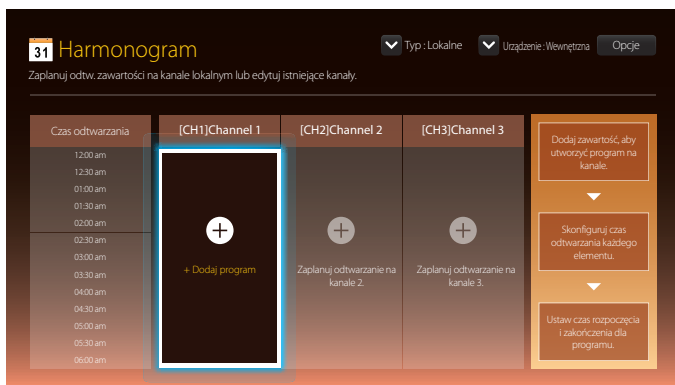 31 Harmonogram
Typ : Lokalne
Urządzenie : Wewnętrzna
Opcje
Zaplanuj odtw. zawartości na kanale lokalnym lub edytuj istniejące kanały.
Czas odtwarzania
[CH1]Channel 1
[CH2]Channel 2
[CH3]Channel 3
12:00 am
12:30 am
01:00 am
01:30 am
02:00 am
02:30 am
03:00 am
03:30 am
04:00 am
04:30 am
05:00 am
05:30 am
06:00 am
+ Dodaj program
Zaplanuj odtwarzanie na
kanale 2.
Zaplanuj odtwarzanie na
kanale 3.
Dodaj zawartość, aby
utworzyć program na
kanale.
Skonfiguruj czas
odtwarzania każdego
elementu.
Ustaw czas rozpoczęcia
i zakończenia dla
programu.